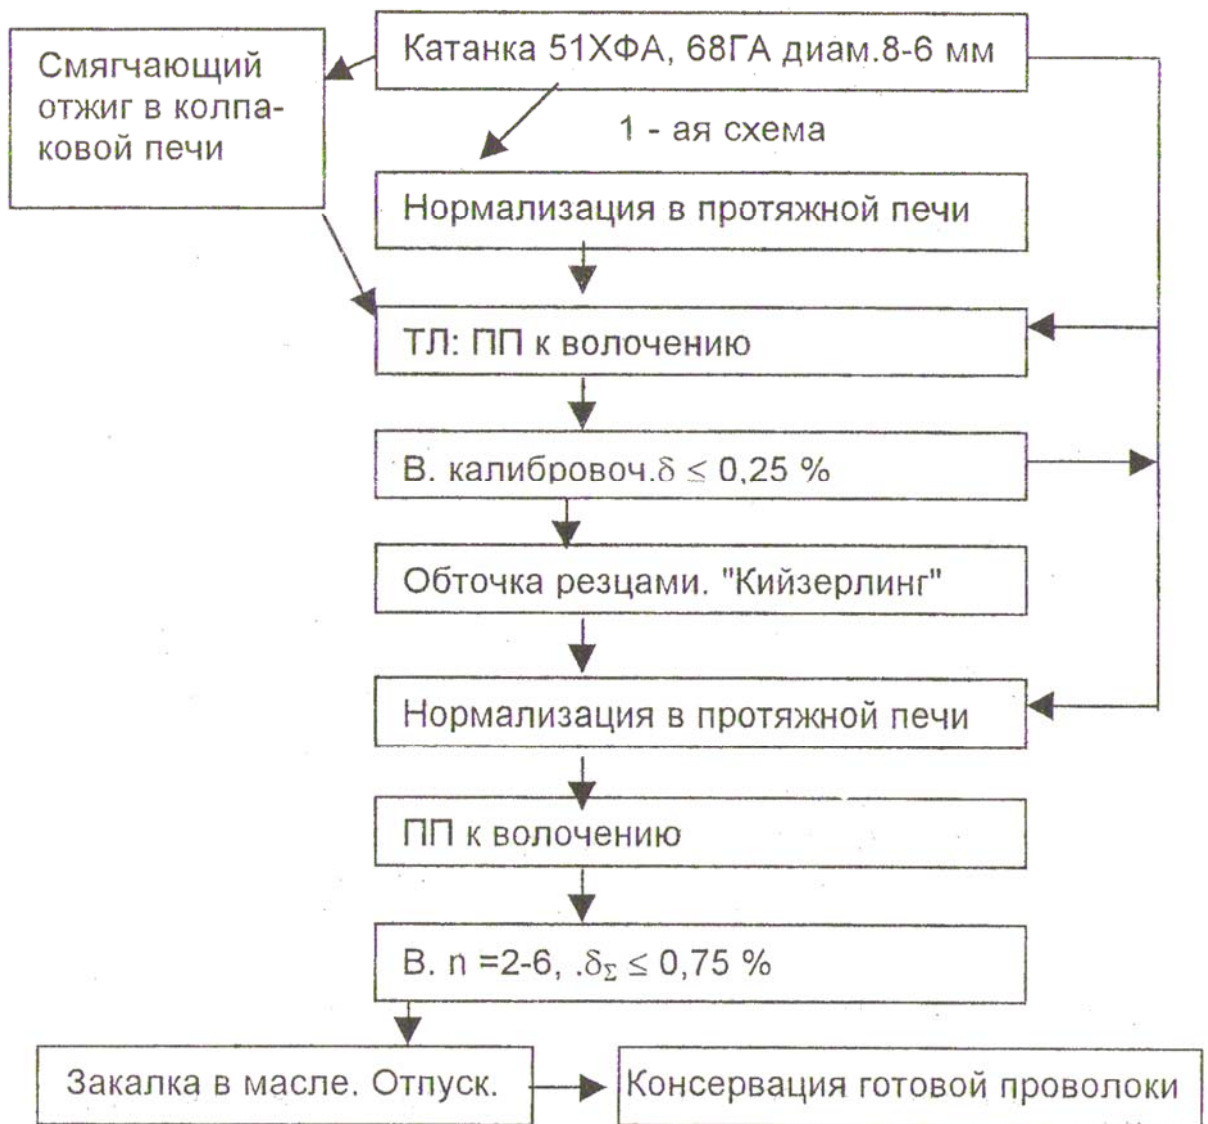 Катанка 51ХФА, 68ГА диам.8-6 мм
Смягчающий
отжиг в колпа-
ковой печи
1 - ая схема
Нормализация в протяжной печи
ТЛ: ПП к волочению
В. калибровоч.δ ≤ 0,25 %
Обточка резцами. "Кийзерлинг"
Нормализация в протяжной печи
ПП к волочению
В. n =2-6, .δΣ ≤ 0,75 %
Закалка в масле. Отпуск.
Консервация готовой проволоки